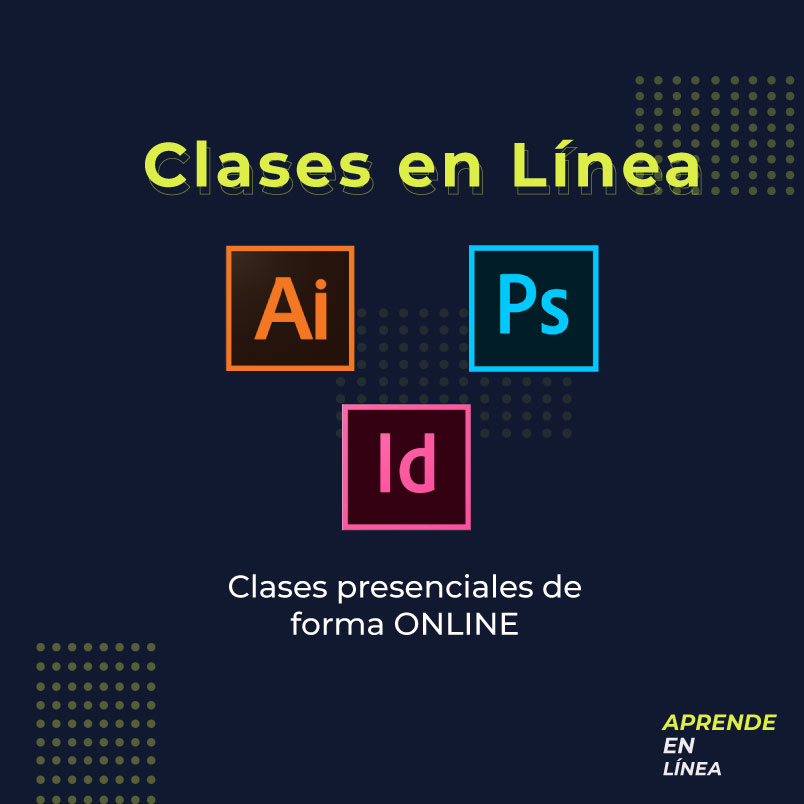 Clases en Línea
Ai
Ps
Id
Clases presenciales de
forma ONLINE
APRENDE
EN
LÍNEA